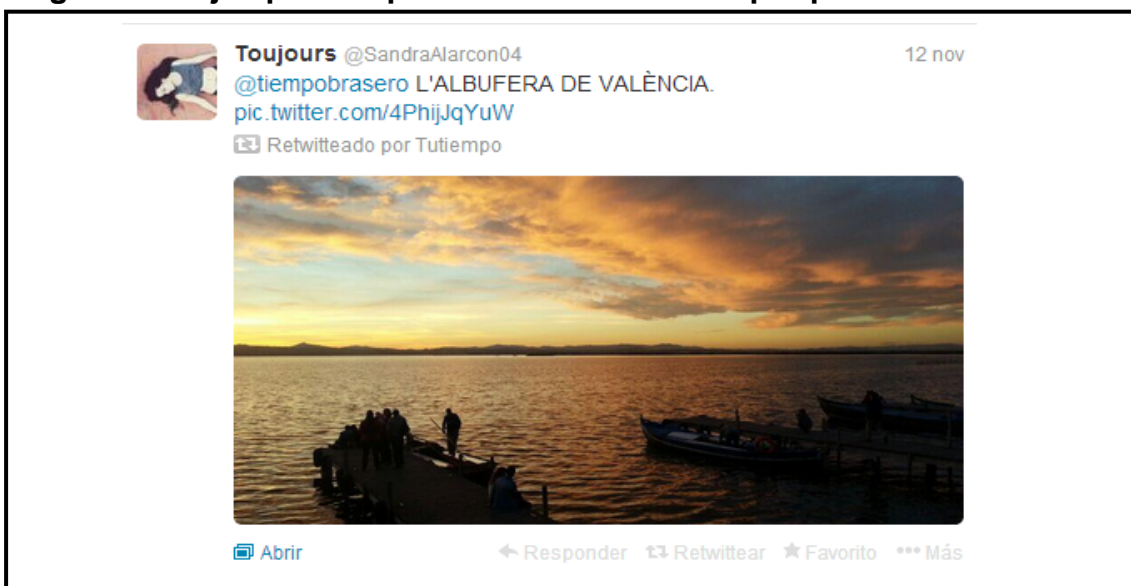 Toujours @SandraAlarcon04 12 nov
@tiempobrasero L'ALBUFERA DE VALÈNCIA.
pic.twitter.com/4PhijJqYuW
Retwitteado por Tutiempo
Abrir Responder Retwittear Favorito Más